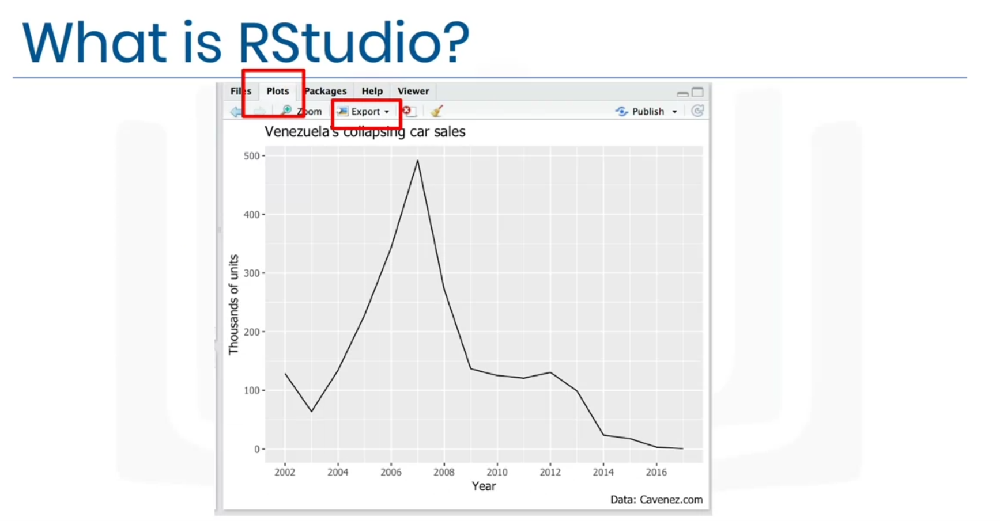 What is RStudio?
Files Plots Packages Help Viewer
Zoom Export Publish
Venezuela's collapsing car sales
500
400
300
200
100
0
Thousands of units
2002 2004 2006 2008 2010 2012 2014 2016
Year
Data: Cavenez.com